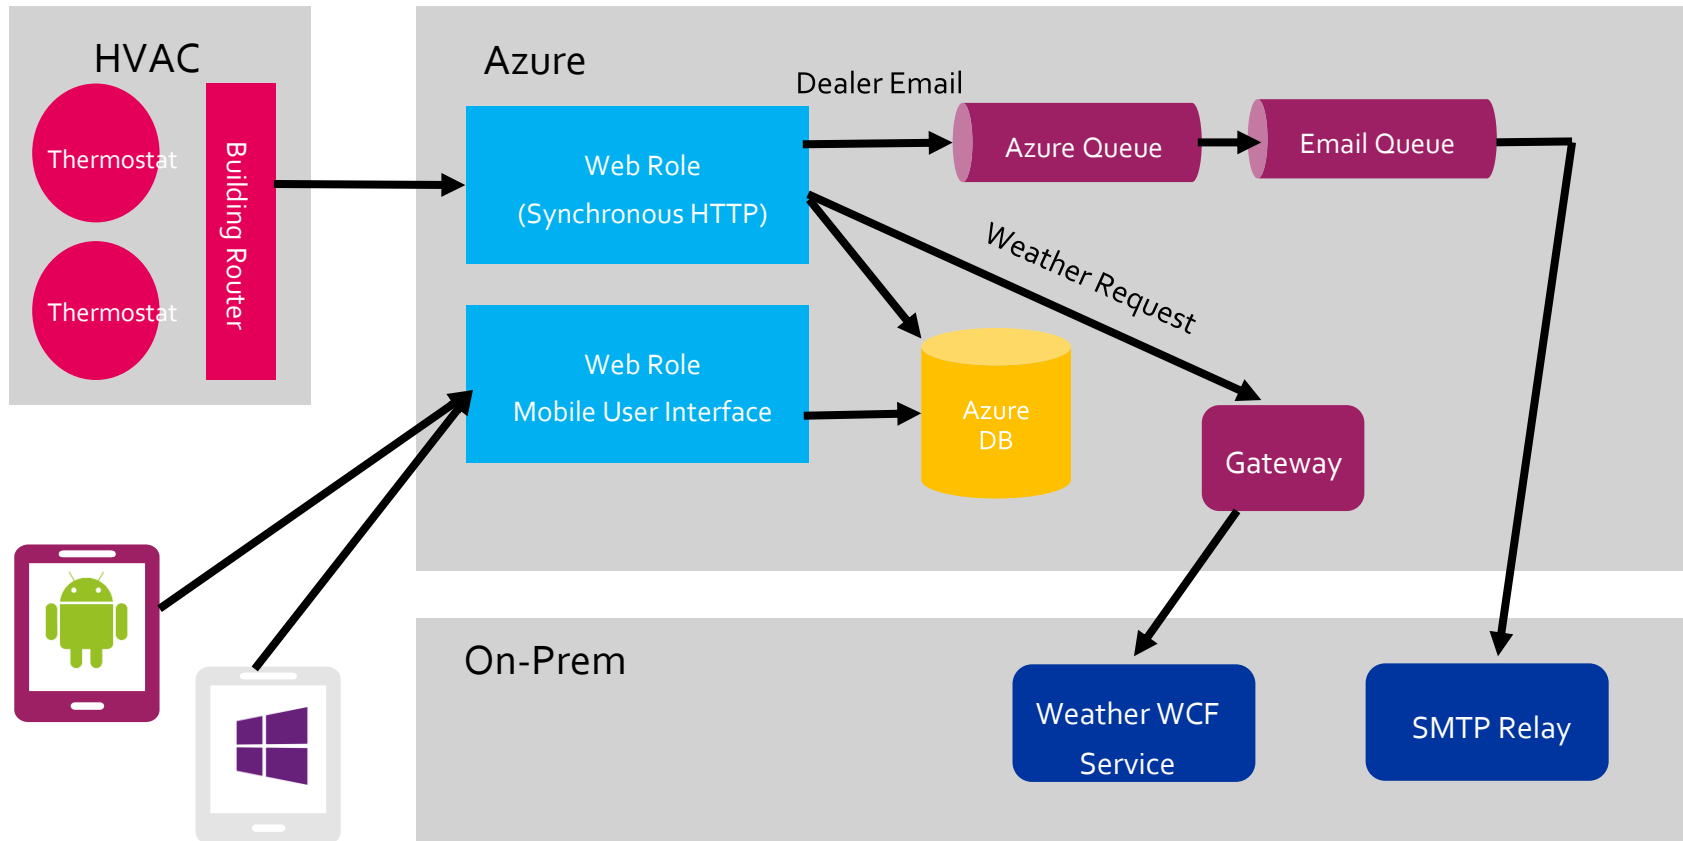 HVAC
Thermostat
Thermostat
Building Router
Azure
Dealer Email
Web Role
(Synchronous HTTP)
Azure Queue
Email Queue
Weather Request
Web Role
Mobile User Interface
Azure
DB
Gateway
On-Prem
Weather WCF
Service
SMTP Relay